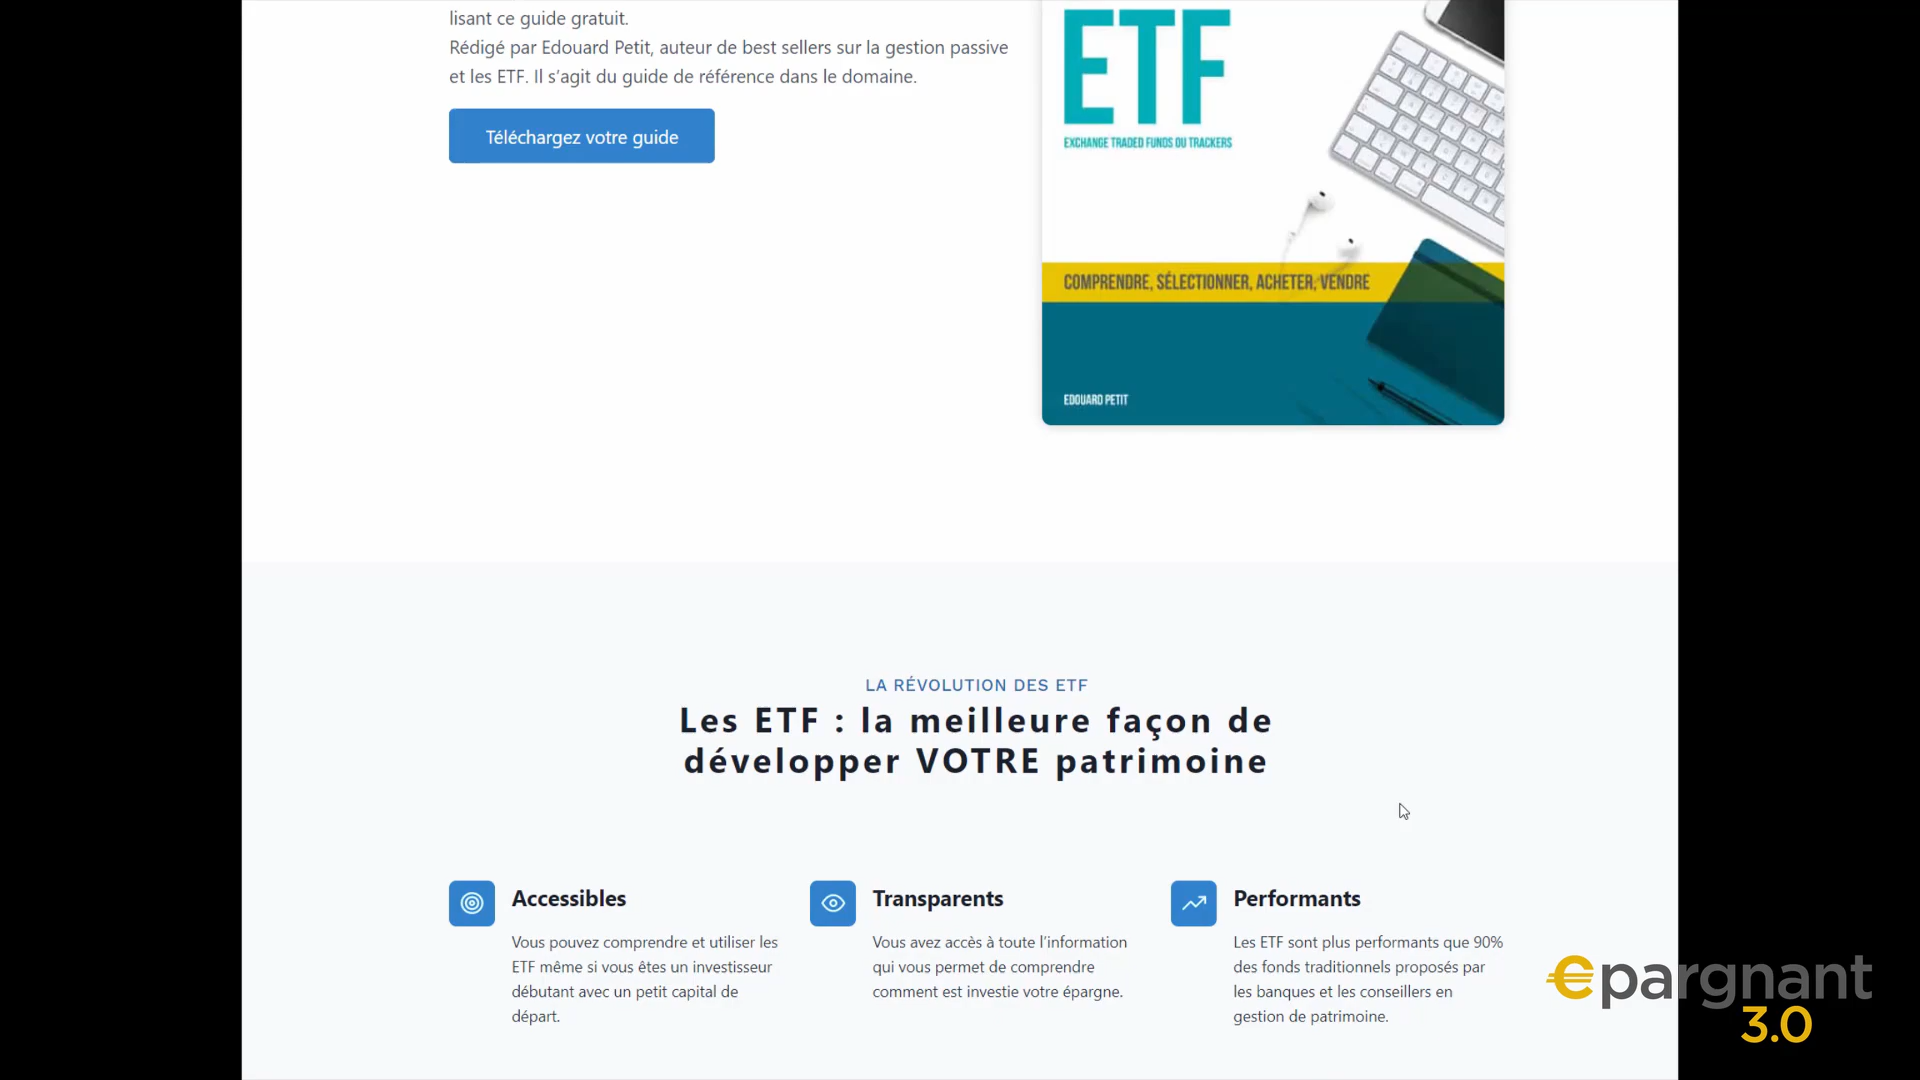 lisant ce guide gratuit.
Rédigé par Edouard Petit, auteur de best sellers sur la gestion passive
et les ETF. Il s’agit du guide de référence dans le domaine.
Téléchargez votre guide
ETF
EXCHANGE TRADED FUNDS OU TRACKERS
COMPRENDRE, SÉLECTIONNER, ACHETER, VENDRE
EDOUARD PETIT
LA RÉVOLUTION DES ETF
Les ETF : la meilleure façon de
développer VOTRE patrimoine
Accessibles
Vous pouvez comprendre et utiliser les
ETF même si vous êtes un investisseur
débutant avec un petit capital de
départ.
Transparents
Vous avez accès à toute l’information
qui vous permet de comprendre
comment est investie votre épargne.
Performants
Les ETF sont plus performants que 90%
des fonds traditionnels proposés par
les banques et les conseillers en
gestion de patrimoine.
epargnant
3.0